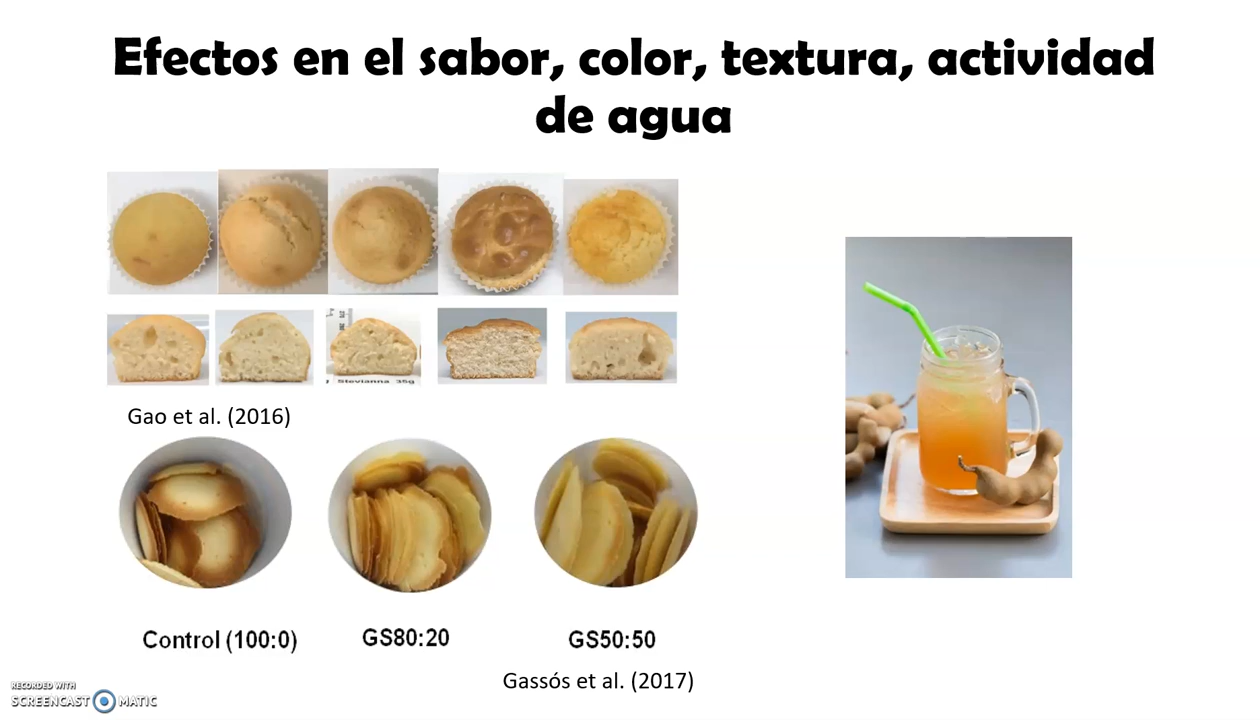 Efectos en el sabor, color, textura, actividad
de agua
Stevianna 35g
Gao et al. (2016)
Control (100:0)
GS80:20
GS50:50
Gassós et al. (2017)
RECORDED WITH
SCREENCAST MATIC